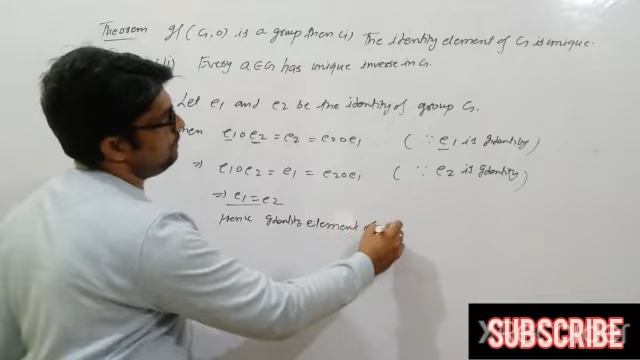 Theorem If (G,o) is a group then (i) The identity element of G is unique.
(ii) Every a∈G has unique inverse in G.
Let e1 and e2 be the identity of group G.
e1oe2 = e2 = e2oe1 (∵ e1 is Identity)
⇒ e1oe2 = e1 = e2oe1 (∵ e2 is Identity)
⇒ e1 = e2
Hence Identity element
SUBSCRIBE